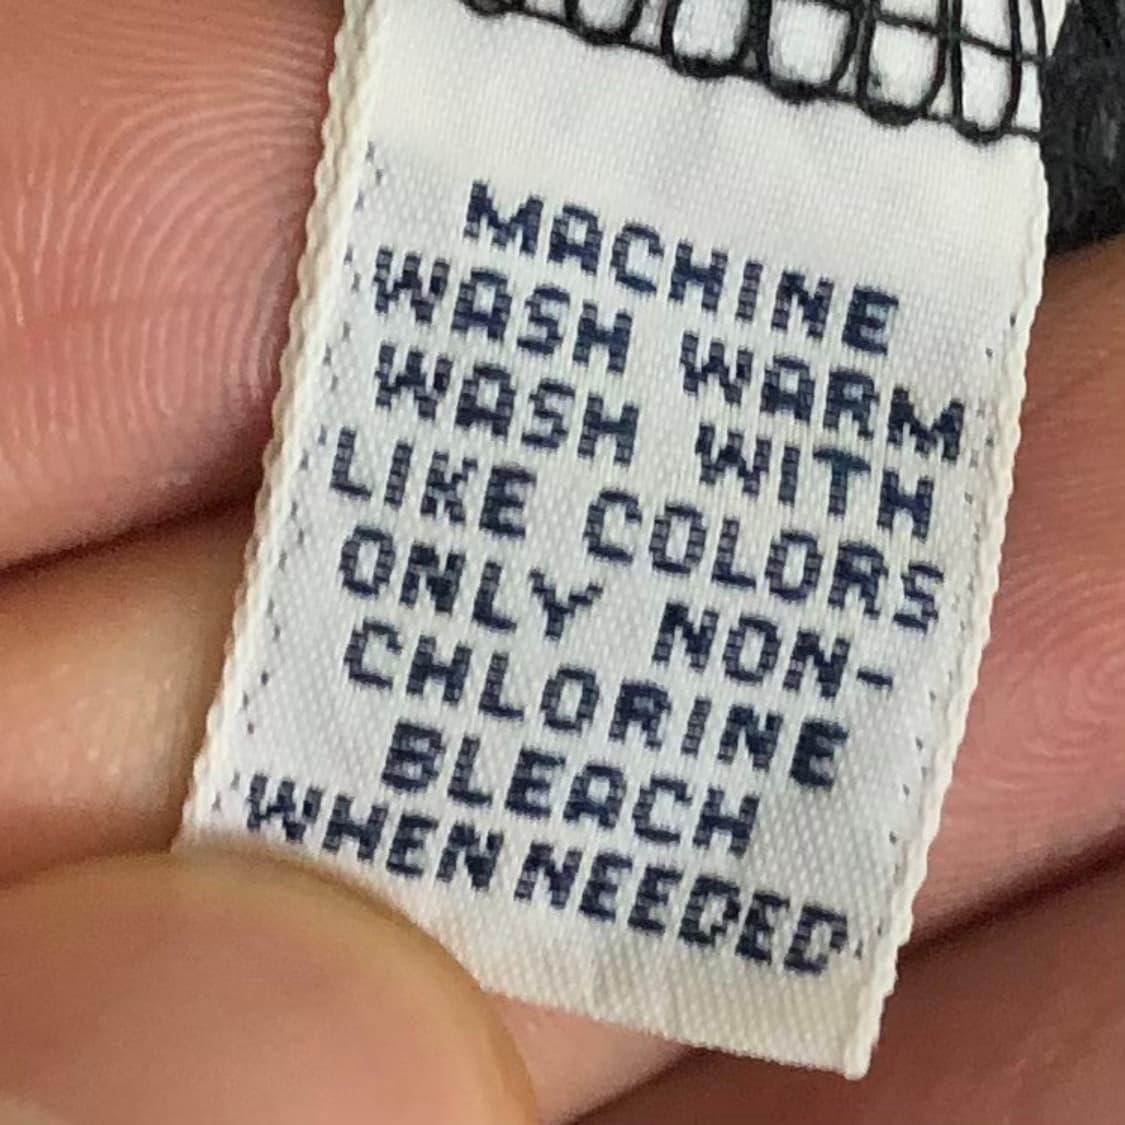 MACHINE
WASH WARM
WASH WITH
LIKE COLORS
ONLY NON-
CHLORINE
BLEACH
WHEN NEEDED